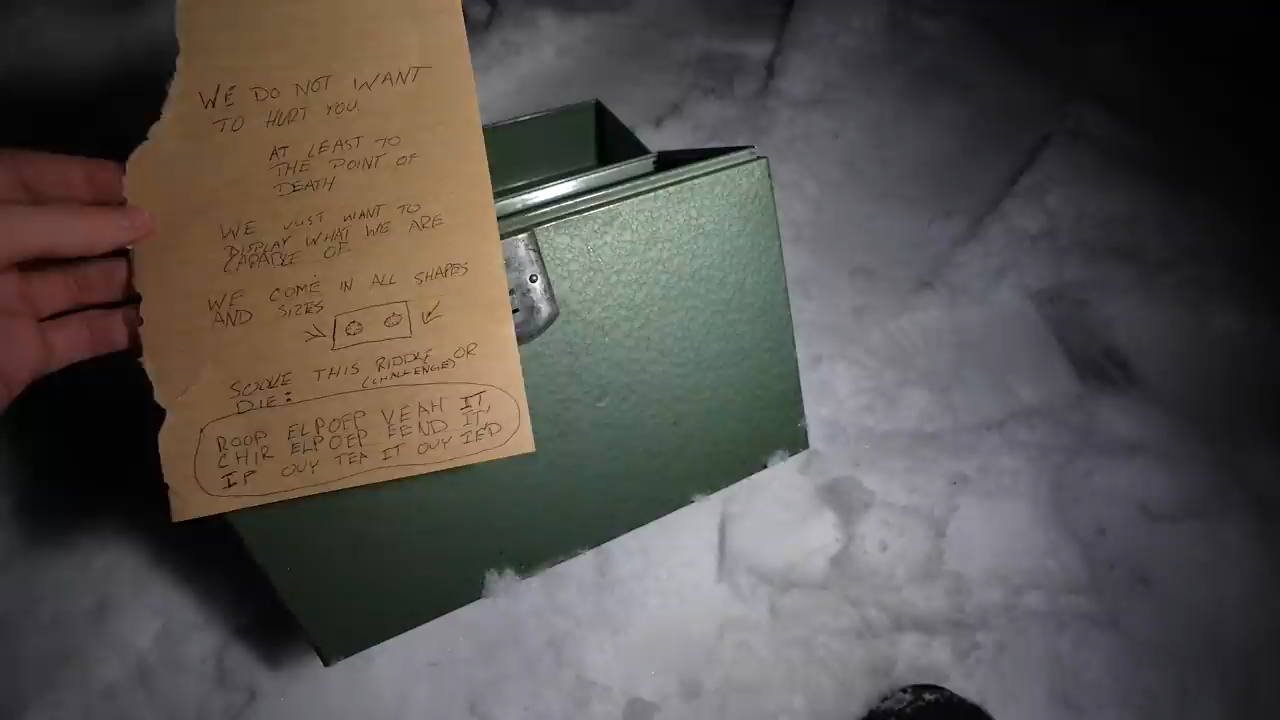 WE DO NOT WANT
TO HURT YOU.
AT LEAST TO
THE POINT OF
DEATH
WE JUST WANT TO
DISPLAY WHAT WE ARE
CAPABLE OF.
WE COME IN ALL SHAPES
AND SIZES
SOLVE THIS RIDDLE OR
(CHALLENGE)
DIE:
ROOP ELPOEP VEAH IT
CHIR ELPOEP EEND IT,
IF OUY TEA IT OUY IED